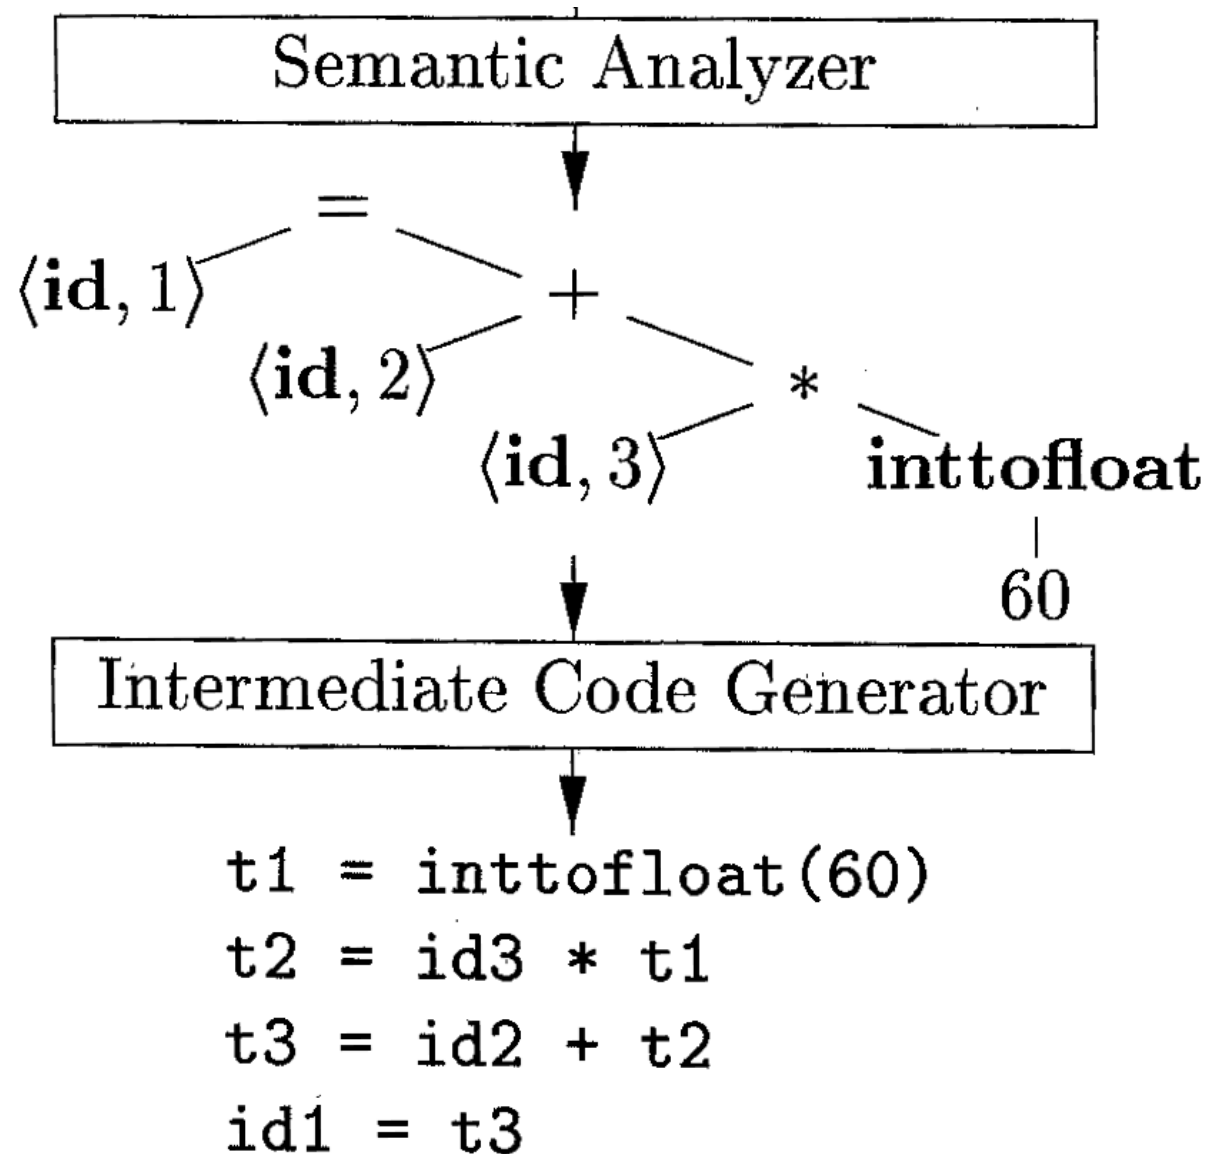 Semantic Analyzer
=
⟨id, 1⟩
+
⟨id, 2⟩
*
⟨id, 3⟩
inttofloat
60
Intermediate Code Generator
t1 = inttofloat(60)
t2 = id3 * t1
t3 = id2 + t2
id1 = t3